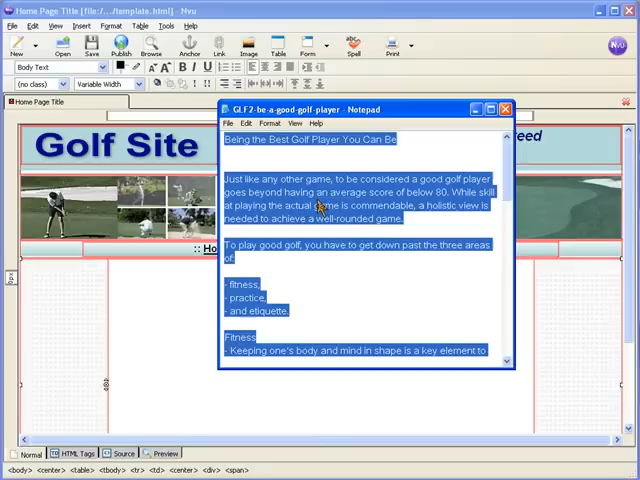 Home Page Title [file:/.../template.html] - Nvu
File Edit View Insert Format Table Tools Help
New Open Save Publish Browse Anchor Link Image Table Form Spell Print
Nvu
Body Text
B I U
(no class) Variable Width
Home Page Title
GLF2-be-a-good-golf-player - Notepad
File Edit Format View Help
Golf Site
reed
:: Ho
Being the Best Golf Player You Can Be
Just like any other game, to be considered a good golf player
goes beyond having an average score of below 80. While skill
at playing the actual game is commendable, a holistic view is
needed to achieve a well-rounded game.
To play good golf, you have to get down past the three areas
of:
- fitness,
- practice,
- and etiquette.
Fitness
- Keeping one's body and mind in shape is a key element to
0px
Normal HTML Tags Source Preview
<body> <center> <table> <tbody> <tr> <td> <center> <div> <span>